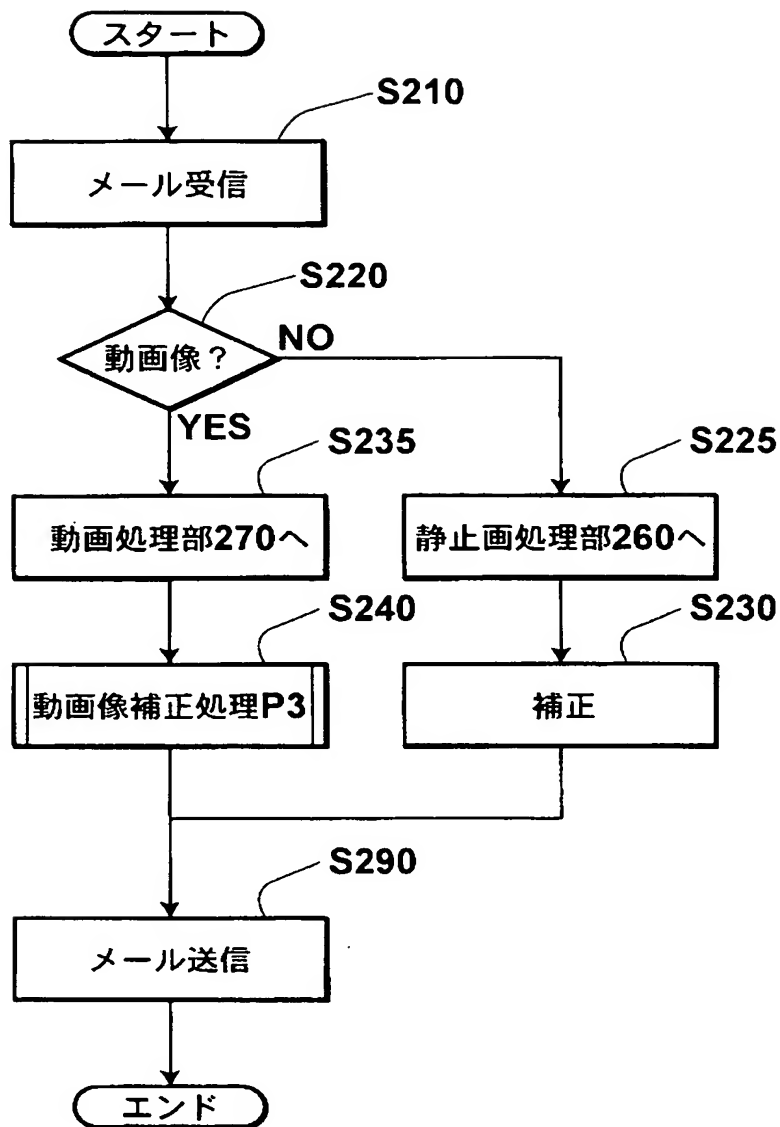 スタート
S210
メール受信
S220
動画像？
NO
YES
S235
S225
動画処理部270へ
静止画処理部260へ
S240
S230
動画像補正処理P3
補正
S290
メール送信
エンド